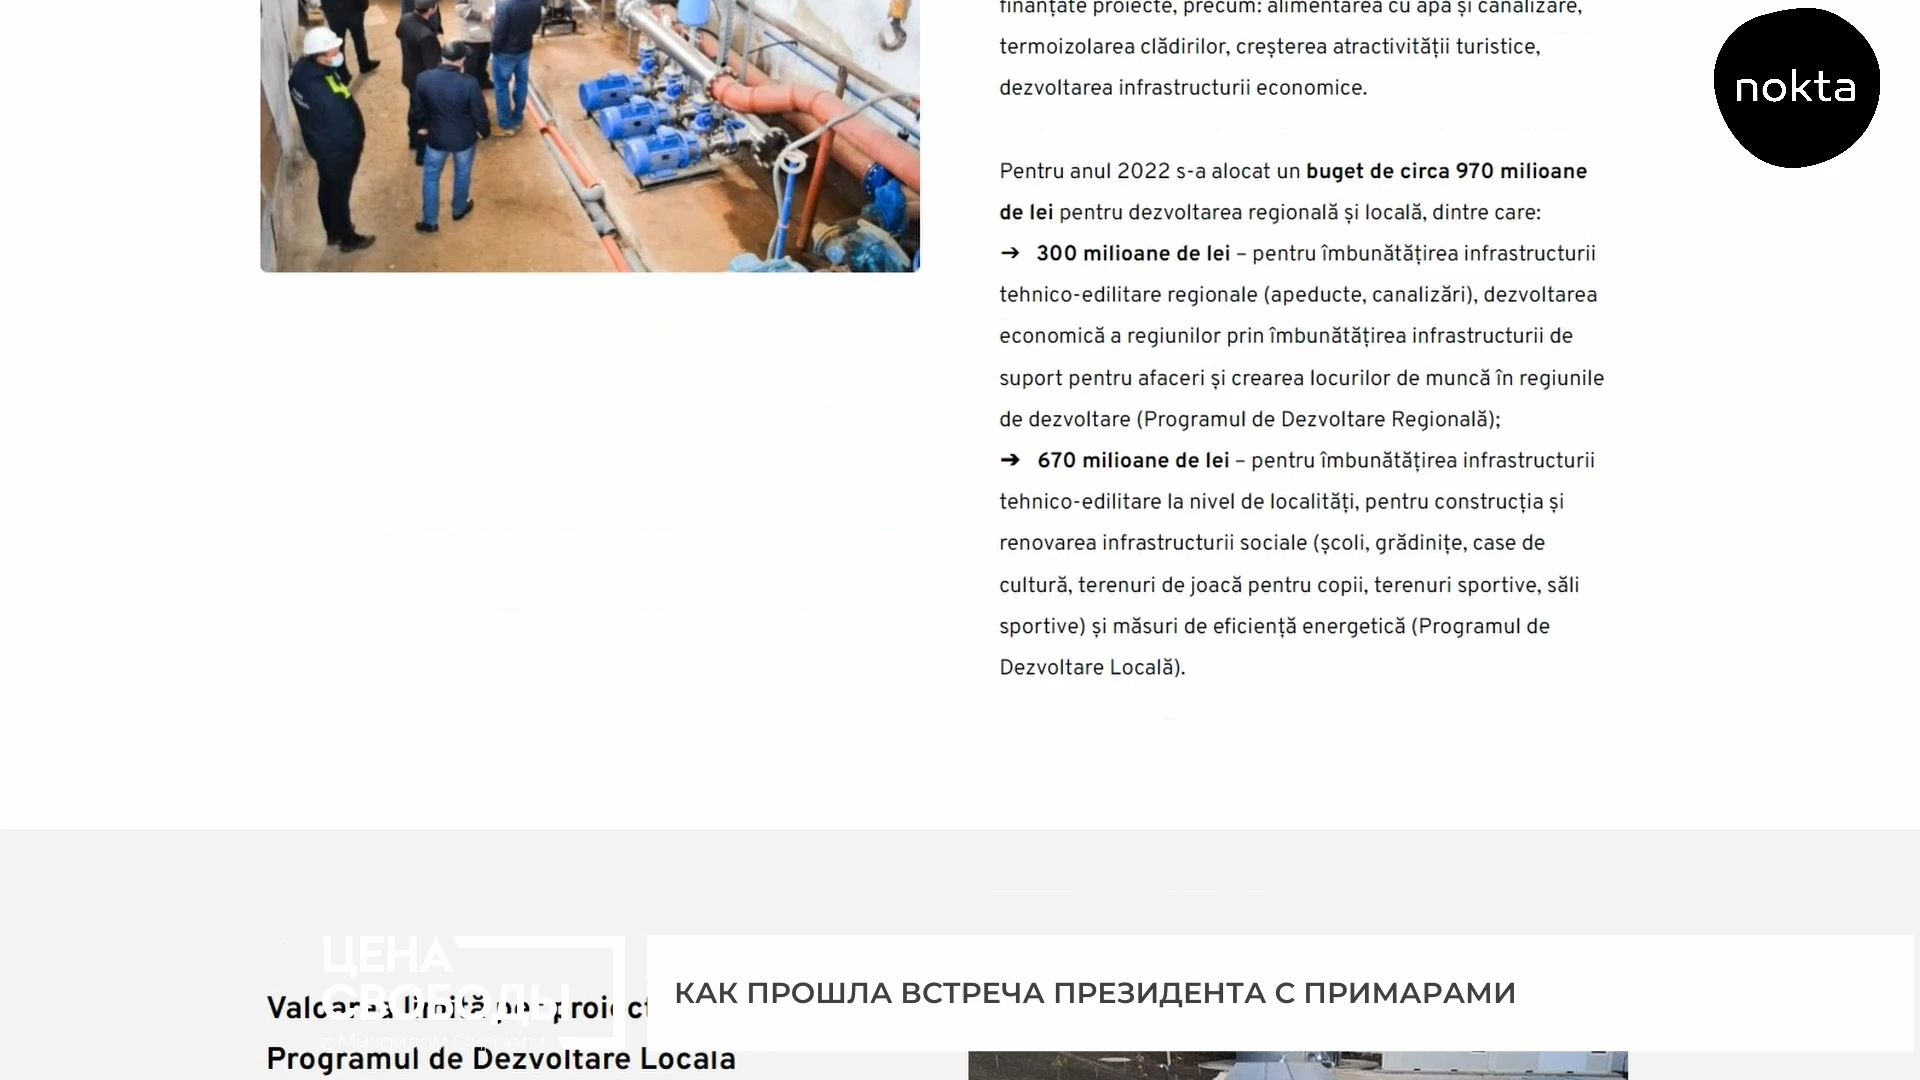 finanțate proiecte, precum: alimentarea cu apă și canalizare,
termoizolarea clădirilor, creșterea atractivității turistice,
dezvoltarea infrastructurii economice.
nokta
Pentru anul 2022 s-a alocat un buget de circa 970 milioane
de lei pentru dezvoltarea regională și locală, dintre care:
➔ 300 milioane de lei – pentru îmbunătățirea infrastructurii
tehnico-edilitare regionale (apeducte, canalizări), dezvoltarea
economică a regiunilor prin îmbunătățirea infrastructurii de
suport pentru afaceri și crearea locurilor de muncă în regiunile
de dezvoltare (Programul de Dezvoltare Regională);
➔ 670 milioane de lei – pentru îmbunătățirea infrastructurii
tehnico-edilitare la nivel de localități, pentru construcția și
renovarea infrastructurii sociale (școli, grădinițe, case de
cultură, terenuri de joacă pentru copii, terenuri sportive, săli
sportive) și măsuri de eficiență energetică (Programul de
Dezvoltare Locală).
ЦЕНА
СВОБОДЫ
Valoarea limită per proiect
Programul de Dezvoltare Locală
КАК ПРОШЛА ВСТРЕЧА ПРЕЗИДЕНТА С ПРИМАРАМИ